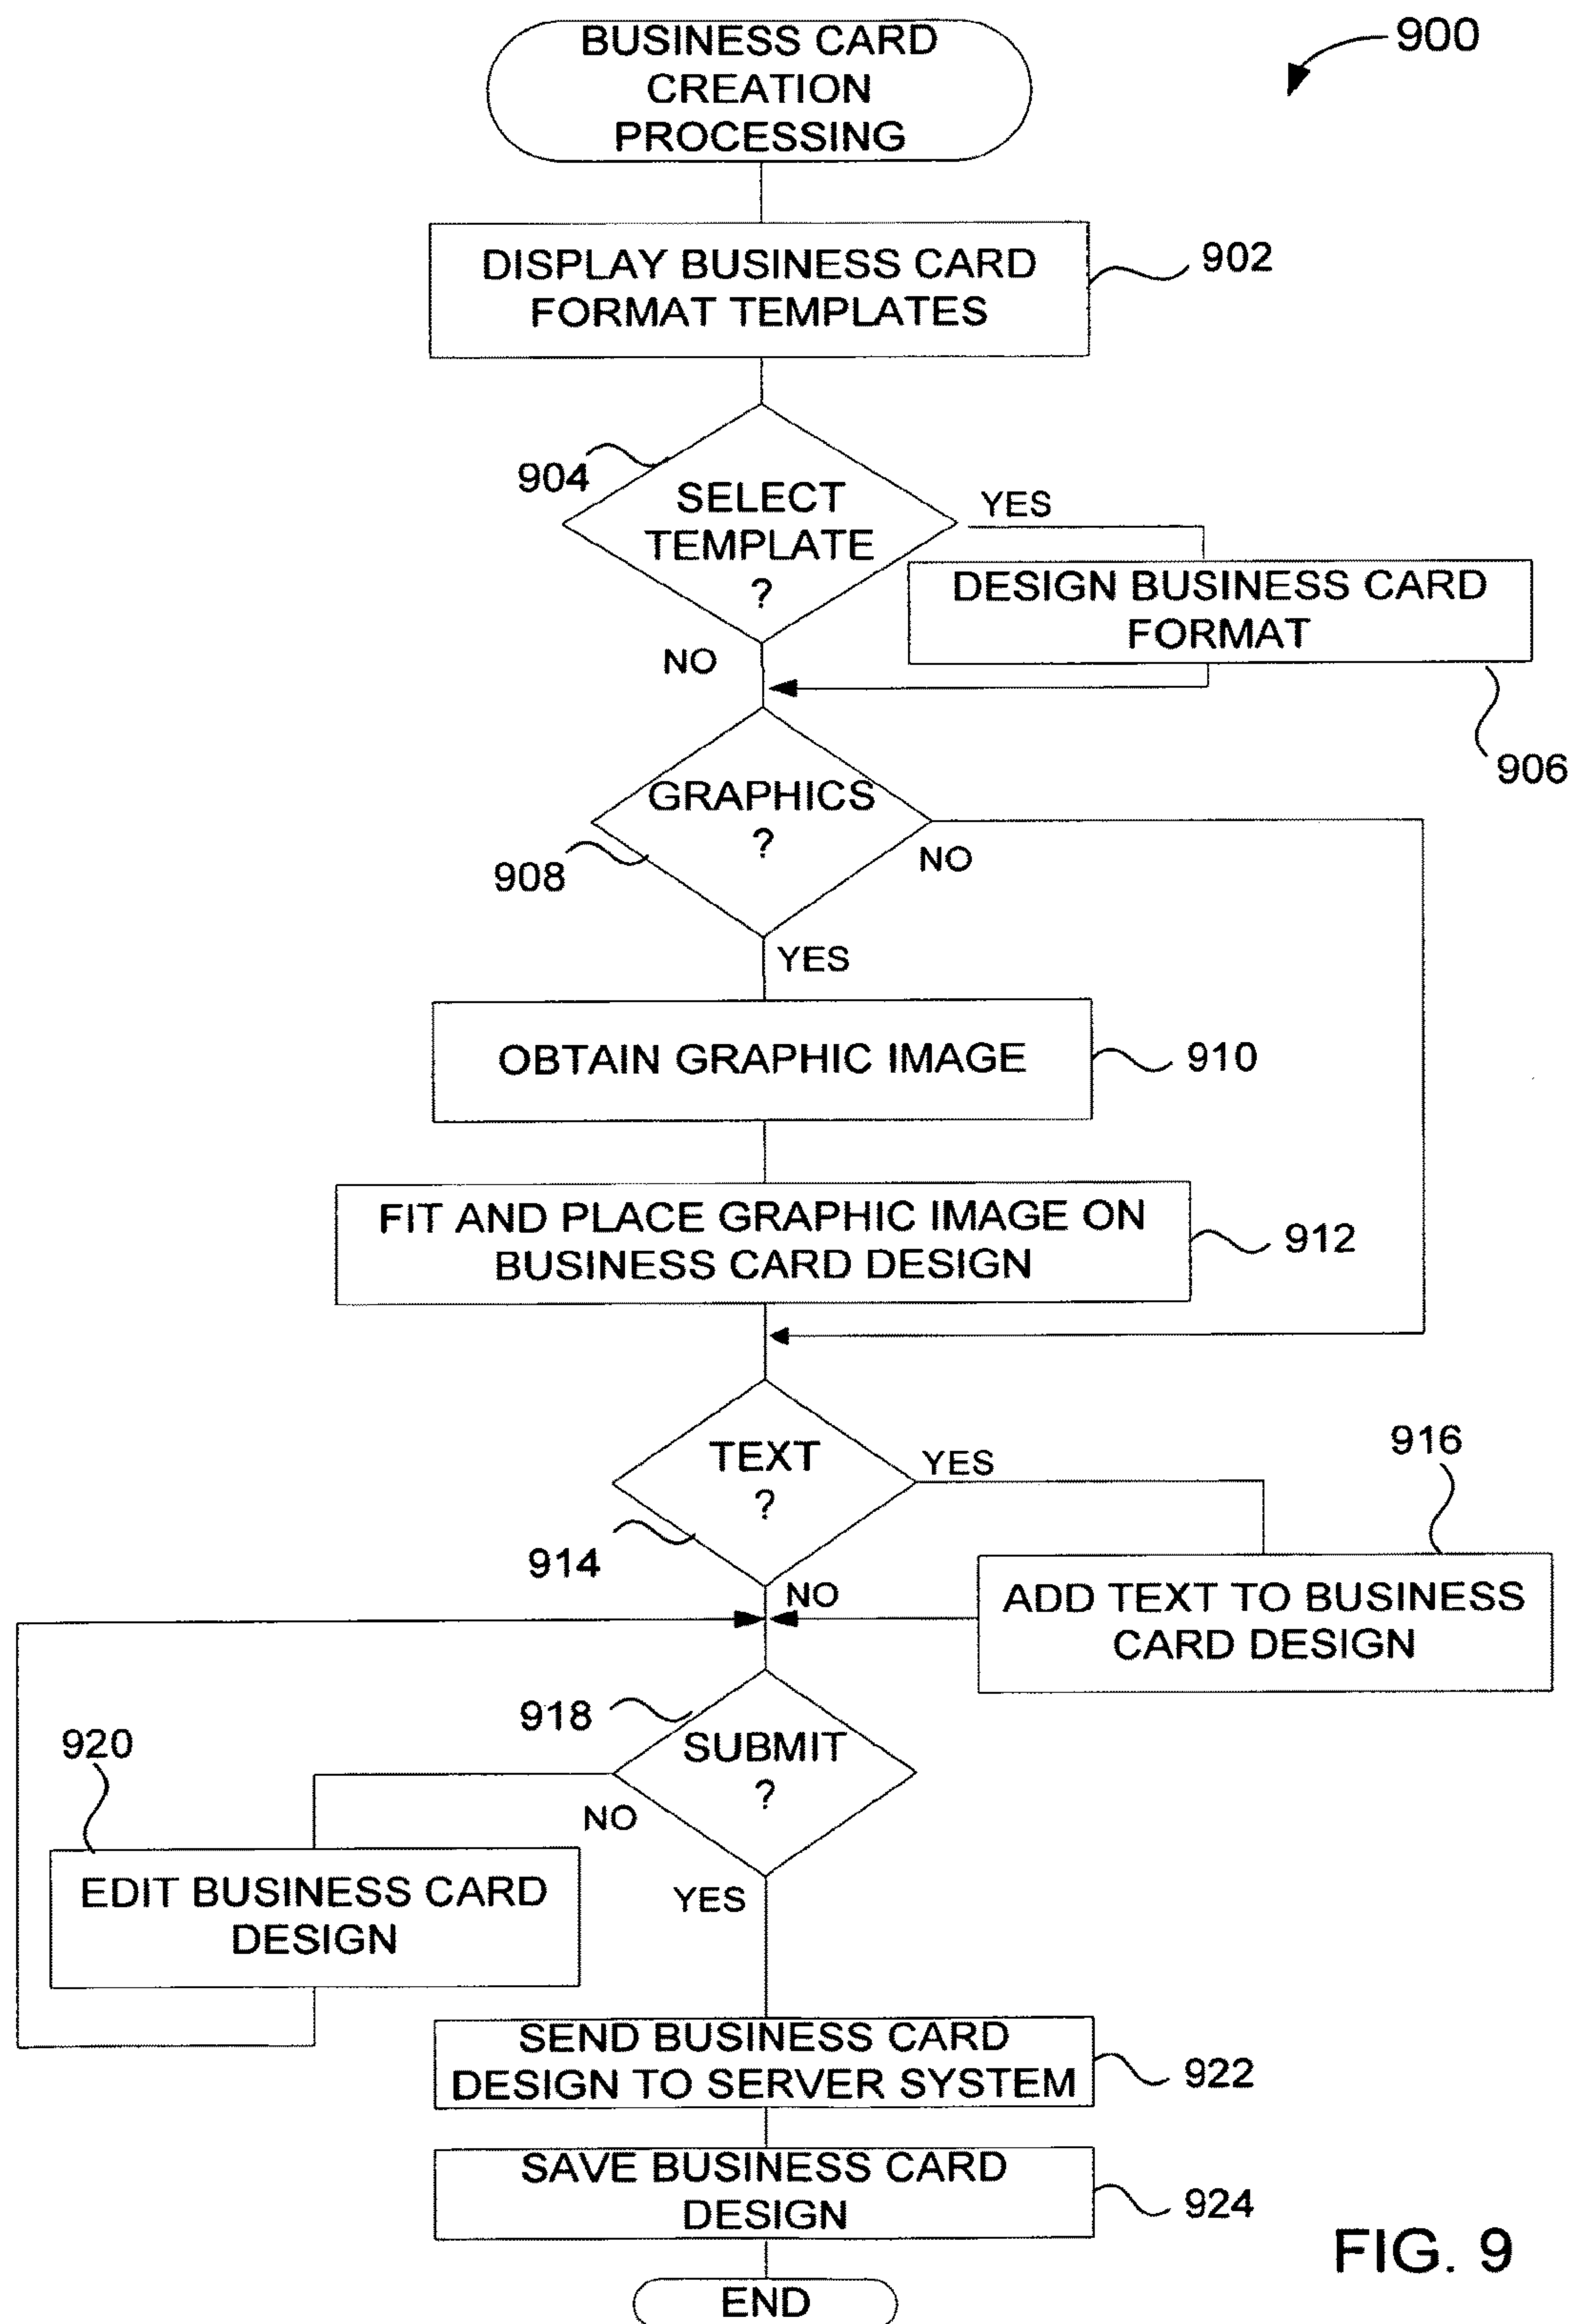 BUSINESS CARD
CREATION
PROCESSING
900
DISPLAY BUSINESS CARD
FORMAT TEMPLATES
902
904
SELECT
TEMPLATE
?
YES
DESIGN BUSINESS CARD
FORMAT
NO
906
GRAPHICS
?
908
NO
YES
OBTAIN GRAPHIC IMAGE
910
FIT AND PLACE GRAPHIC IMAGE ON
BUSINESS CARD DESIGN
912
TEXT
?
YES
916
914
NO
ADD TEXT TO BUSINESS
CARD DESIGN
918
SUBMIT
?
920
NO
EDIT BUSINESS CARD
DESIGN
YES
SEND BUSINESS CARD
DESIGN TO SERVER SYSTEM
922
SAVE BUSINESS CARD
DESIGN
924
FIG. 9
END